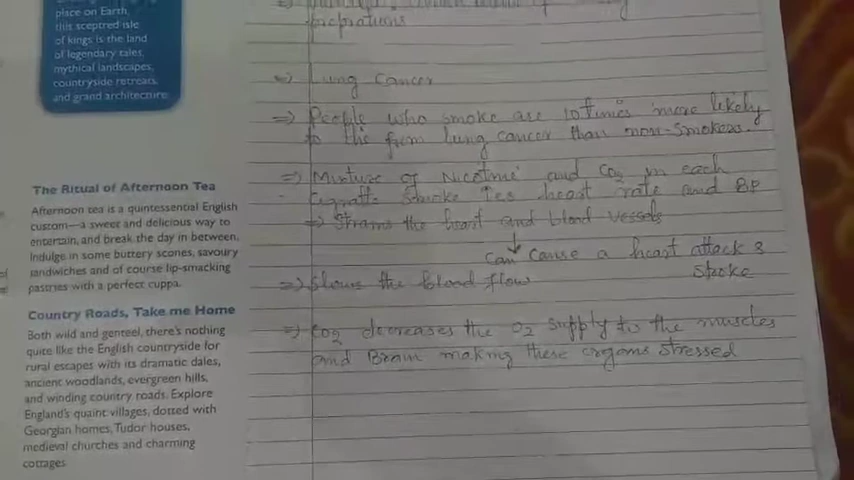 place on Earth,
this sceptred isle
of kings is the land
of legendary tales,
mythical landscapes,
countryside retreats,
and grand architecture.
The Ritual of Afternoon Tea
Afternoon tea is a quintessential English
custom—a sweet and delicious way to
entertain, and break the day in between.
Indulge in some buttery scones, savoury
sandwiches and of course lip-smacking
pastries with a perfect cuppa.
Country Roads, Take me Home
Both wild and genteel, there's nothing
quite like the English countryside for
rural escapes with its dramatic dales,
ancient woodlands, evergreen hills,
and winding country roads. Explore
England's quaint villages, dotted with
Georgian homes, Tudor houses,
medieval churches and charming
cottages
⇒ Lung Cancer
⇒ People who smoke are 10 times more likely
to die from lung cancer than non-smokers.
⇒ Mixture of Nicotine and CO2 in each
smoke ↑es heart rate and BP
⇒ Strains the heart and blood vessels
↓
can cause a heart attack &
stroke
⇒ Slows the blood flow
⇒ CO2 decreases the O2 supply to the muscles
and Brain making these organs stressed